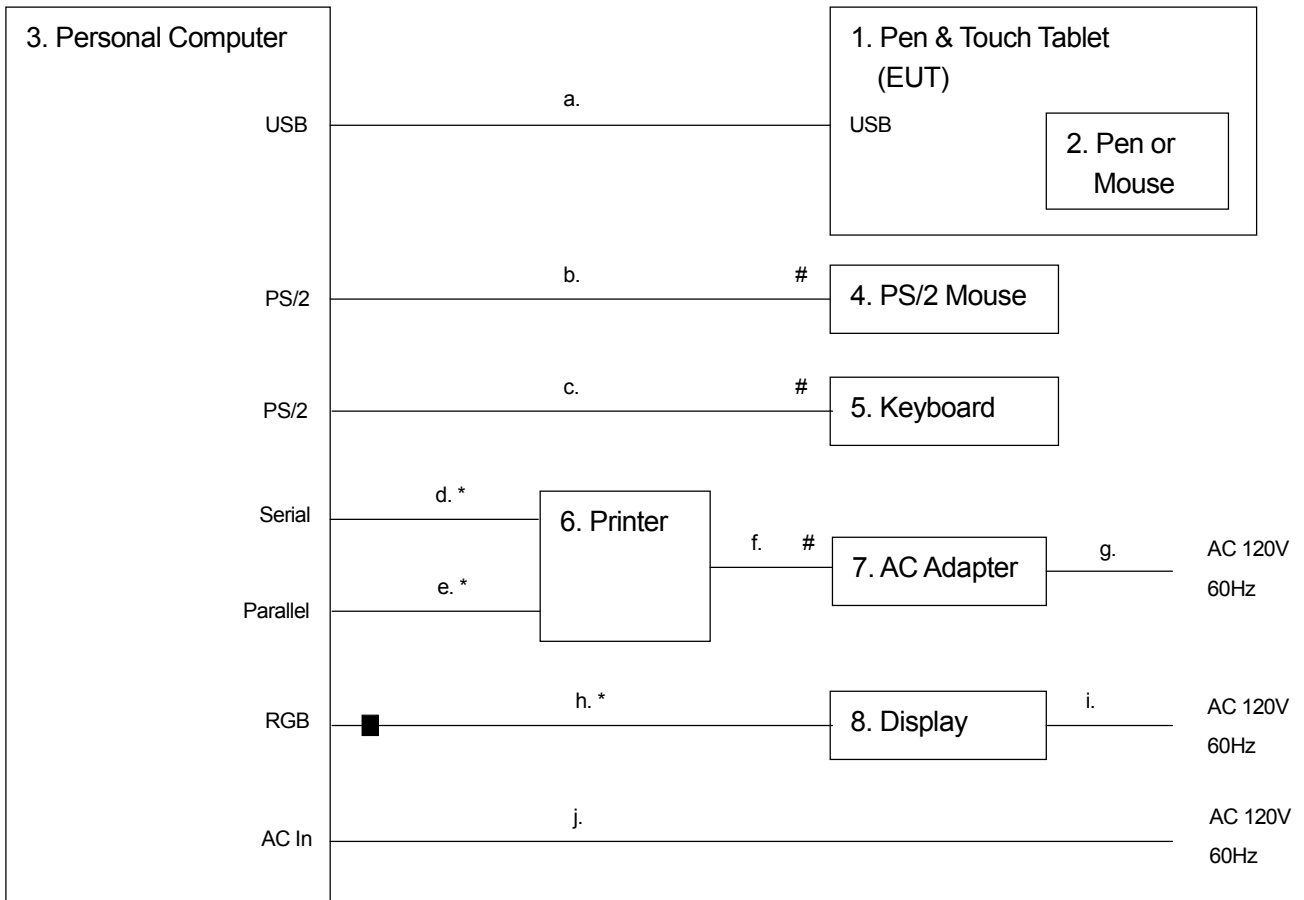 3. Personal Computer
1. Pen & Touch Tablet
(EUT)
a.
USB
USB
2. Pen or
Mouse
b.
#
PS/2
4. PS/2 Mouse
c.
#
PS/2
5. Keyboard
d. *
Serial
6. Printer
f.
#
7. AC Adapter
g.
AC 120V
60Hz
e. *
Parallel
h. *
RGB
8. Display
i.
AC 120V
60Hz
j.
AC In
AC 120V
60Hz